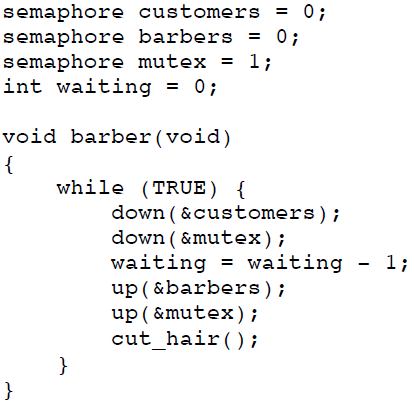 semaphore customers = 0;
semaphore barbers = 0;
semaphore mutex = 1;
int waiting = 0;

void barber(void)
{
    while (TRUE) {
        down(&customers);
        down(&mutex);
        waiting = waiting - 1;
        up(&barbers);
        up(&mutex);
        cut_hair();
    }
}